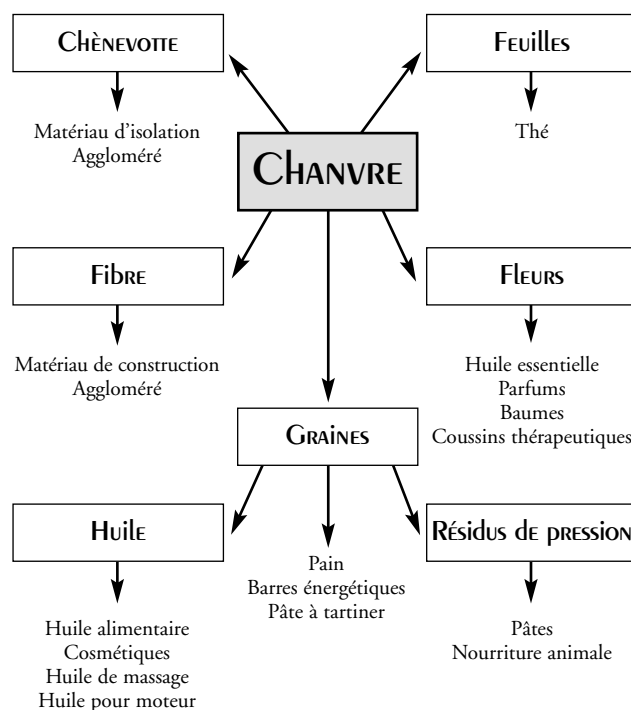 Chènevotte
Feuilles
Matériau d'isolation
Aggloméré
Thé
Chanvre
Fibre
Fleurs
Matériau de construction
Aggloméré
Huile essentielle
Parfums
Baumes
Coussins thérapeutiques
Graines
Huile
Résidus de pression
Pain
Barres énergétiques
Pâte à tartiner
Huile alimentaire
Cosmétiques
Huile de massage
Huile pour moteur
Pâtes
Nourriture animale